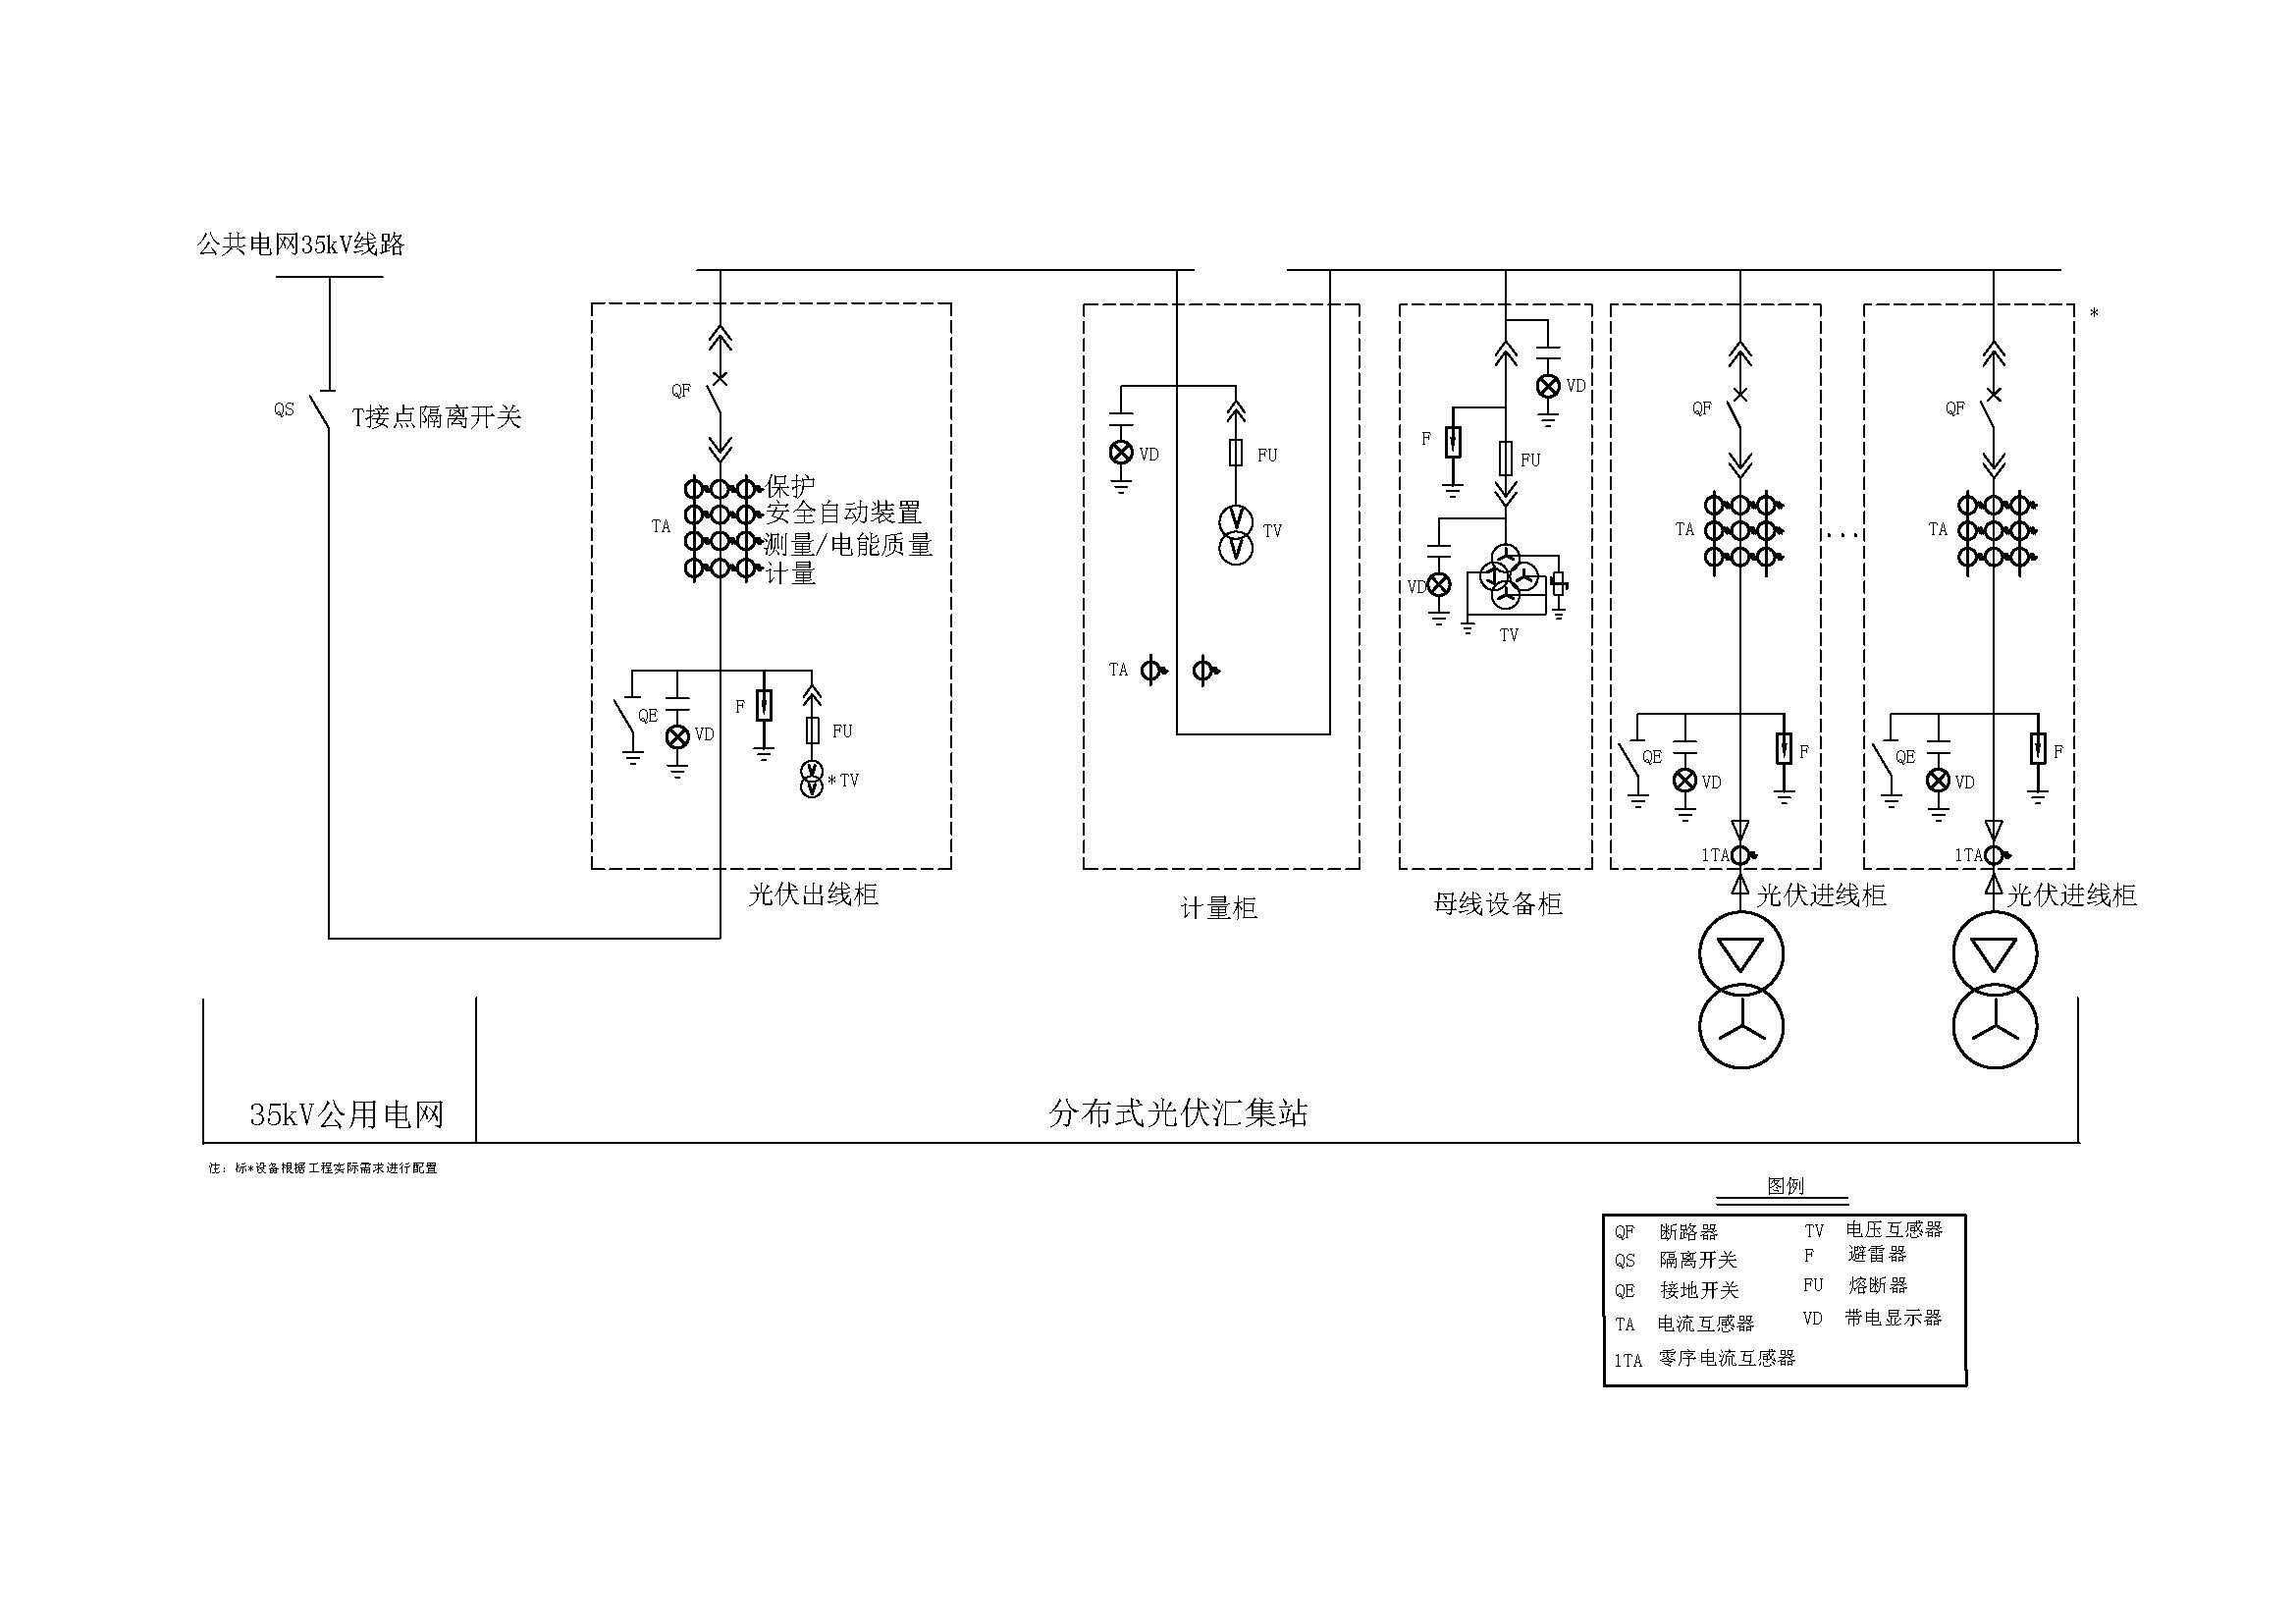 公共电网35kV线路
*
QS
T接点隔离开关
QF
保护
安全自动装置
TA
测量/电能质量
计量
QE
VD
F
FU
*TV
光伏出线柜
VD
FU
TV
TA
计量柜
VD
F
FU
VD
TV
母线设备柜
QF
TA
...
QE
VD
F
1TA
光伏进线柜
QF
TA
QE
VD
F
1TA
光伏进线柜
35kV公用电网
分布式光伏汇集站
注：标*设备根据工程实际需求进行配置
图例
QF 断路器 TV 电压互感器
QS 隔离开关 F 避雷器
QE 接地开关 FU 熔断器
TA 电流互感器 VD 带电显示器
1TA 零序电流互感器